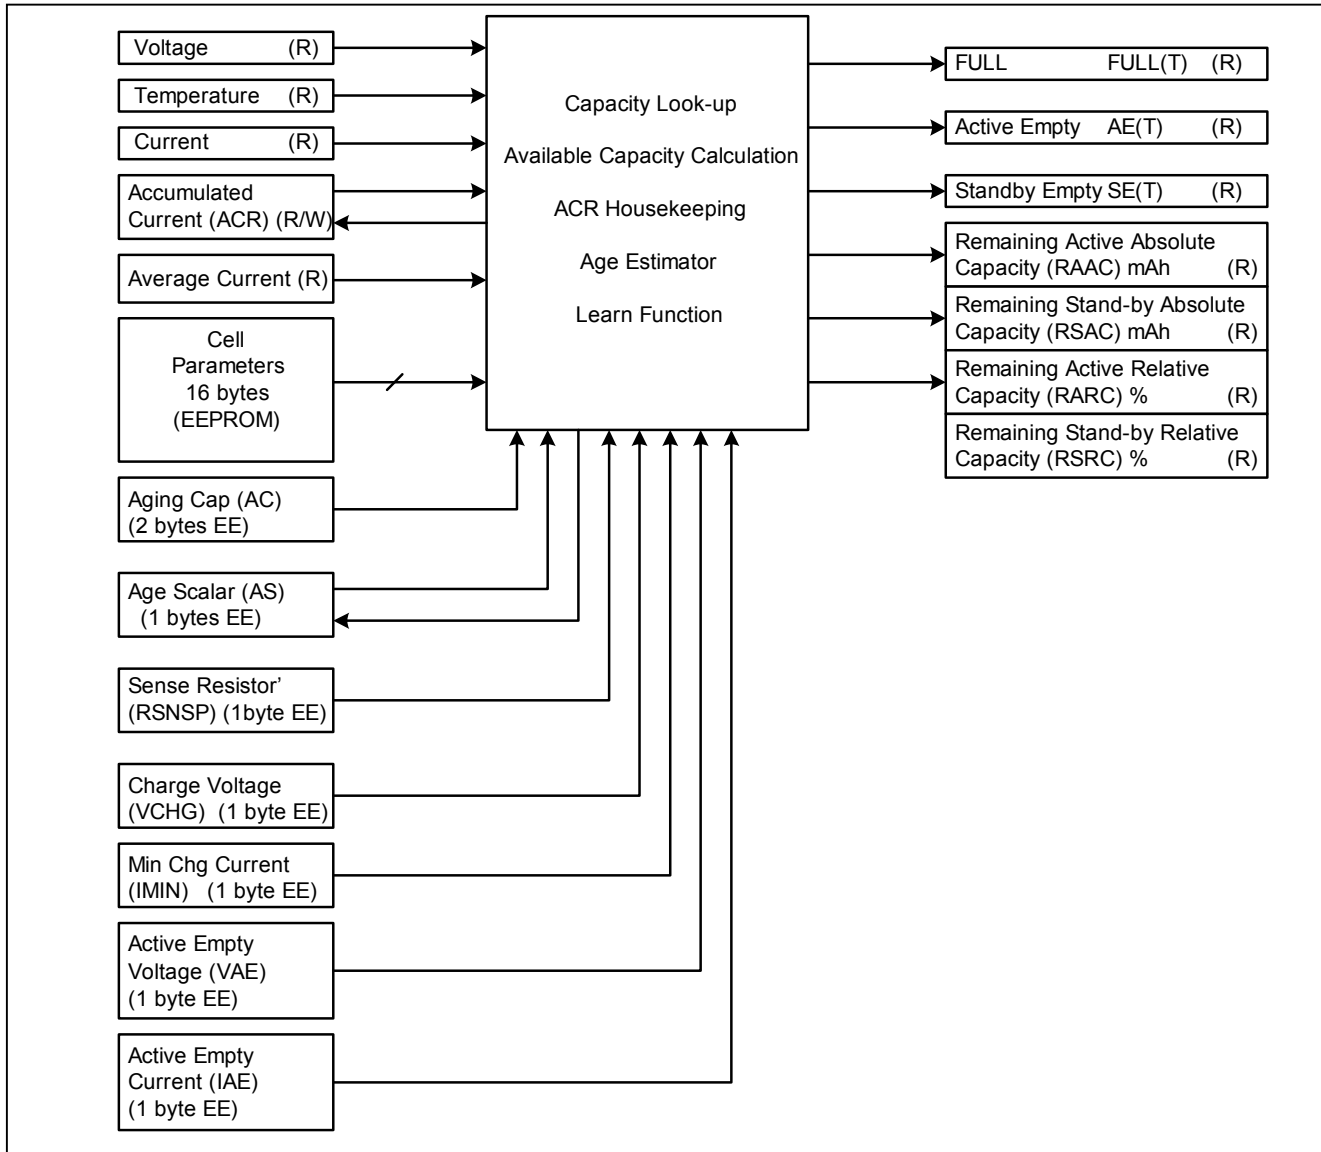 Voltage (R)
Temperature (R)
Current (R)
Accumulated
Current (ACR) (R/W)
Average Current (R)
Cell
Parameters
16 bytes
(EEPROM)
Aging Cap (AC)
(2 bytes EE)
Age Scalar (AS)
(1 bytes EE)
Sense Resistor’
(RSNSP) (1byte EE)
Charge Voltage
(VCHG) (1 byte EE)
Min Chg Current
(IMIN) (1 byte EE)
Active Empty
Voltage (VAE)
(1 byte EE)
Active Empty
Current (IAE)
(1 byte EE)
Capacity Look-up
Available Capacity Calculation
ACR Housekeeping
Age Estimator
Learn Function
FULL FULL(T) (R)
Active Empty AE(T) (R)
Standby Empty SE(T) (R)
Remaining Active Absolute
Capacity (RAAC) mAh (R)
Remaining Stand-by Absolute
Capacity (RSAC) mAh (R)
Remaining Active Relative
Capacity (RARC) % (R)
Remaining Stand-by Relative
Capacity (RSRC) % (R)